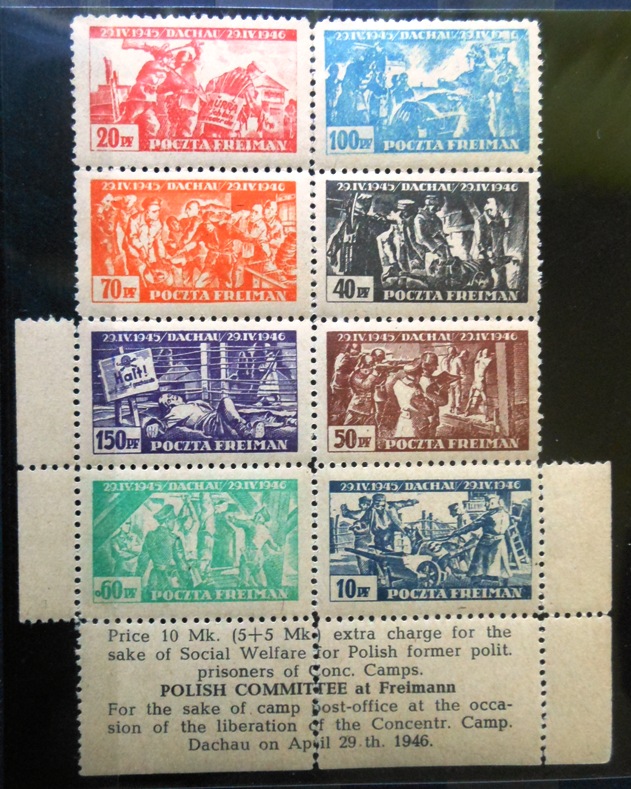 29.IV.1945/DACHAU/29.IV.1946
20 PF POCZTA FREIMAN
29.IV.1945/DACHAU/29.IV.1946
100 PF POCZTA FREIMAN
29.IV.1945/DACHAU/29.IV.1946
70 PF POCZTA FREIMAN
29.IV.1945/DACHAU/29.IV.1946
40 PF POCZTA FREIMAN
29.IV.1945/DACHAU/29.IV.1946
Halt!
150 PF POCZTA FREIMAN
29.IV.1945/DACHAU/29.IV.1946
50 PF POCZTA FREIMAN
29.IV.1945/DACHAU/29.IV.1946
60 PF POCZTA FREIMAN
29.IV.1945/DACHAU/29.IV.1946
10 PF POCZTA FREIMAN
Price 10 Mk. (5+5 Mk.) extra charge for the
sake of Social Welfare for Polish former polit.
prisoners of Conc. Camps.
POLISH COMMITTEE at Freimann
For the sake of camp post-office at the occa-
sion of the liberation of the Concentr. Camp.
Dachau on April 29.th. 1946.